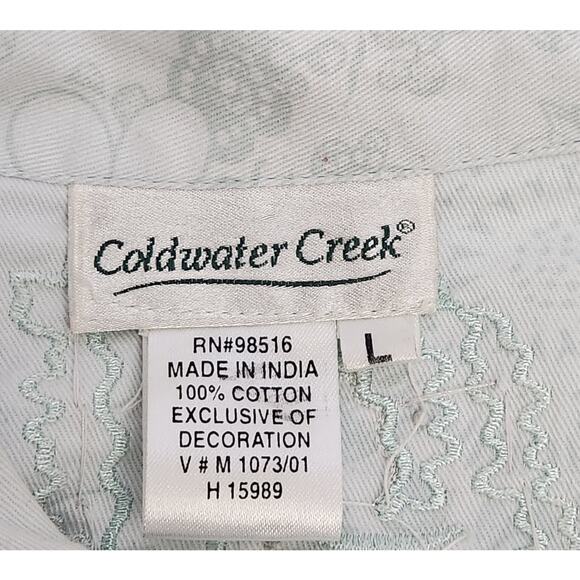 Coldwater Creek®
L
RN#98516
MADE IN INDIA
100% COTTON
EXCLUSIVE OF
DECORATION
V # M 1073/01
H 15989